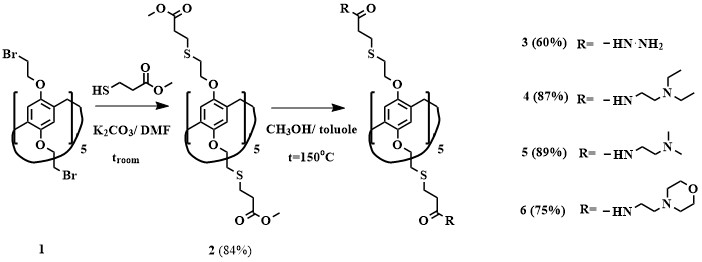 O
O
R
O
S
O
Br
O
HS
O
O
5
K2CO3/ DMF
troom
O
Br
1
O
5
O
S
O
O
2 (84%)
CH3OH/ toluole
t=150°C
S
O
5
O
S
O
R
3 (60%) R= HN·NH2
4 (87%) R= HN N
5 (89%) R= HN N
6 (75%) R= HN N O